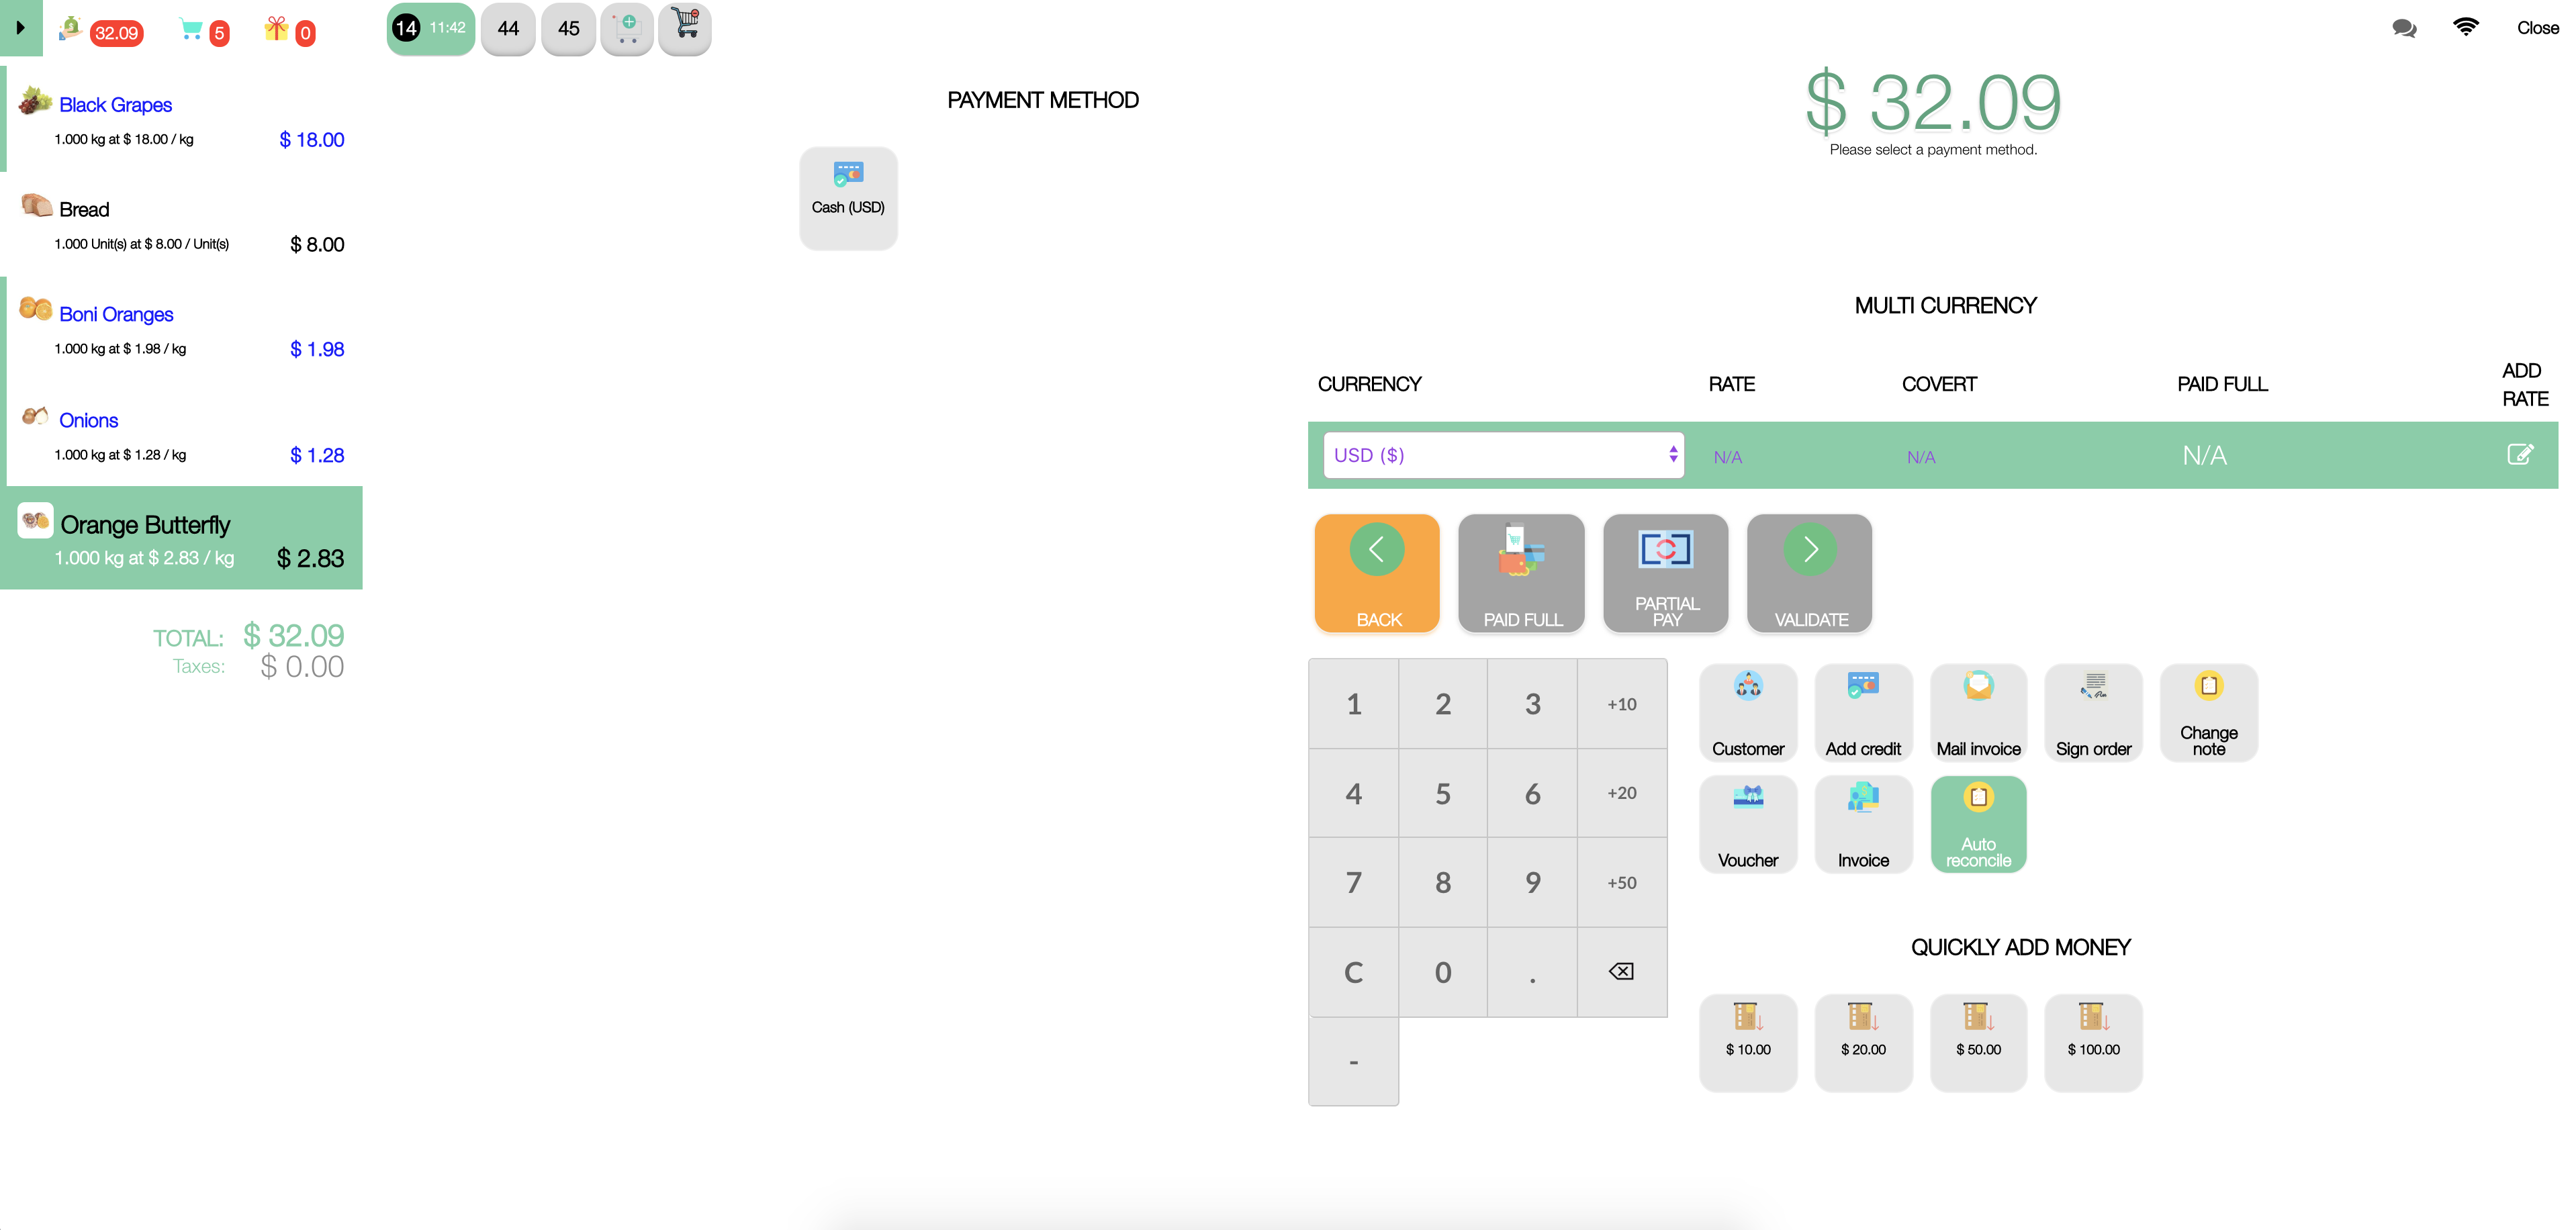 32.09
5
0
14 11:42
44
45
Close
Black Grapes
1.000 kg at $ 18.00 / kg
$ 18.00
Bread
1.000 Unit(s) at $ 8.00 / Unit(s)
$ 8.00
Boni Oranges
1.000 kg at $ 1.98 / kg
$ 1.98
Onions
1.000 kg at $ 1.28 / kg
$ 1.28
Orange Butterfly
1.000 kg at $ 2.83 / kg
$ 2.83
TOTAL: $ 32.09
Taxes: $ 0.00
PAYMENT METHOD
Cash (USD)
$ 32.09
Please select a payment method.
MULTI CURRENCY
CURRENCY
RATE
COVERT
PAID FULL
ADD
RATE
USD ($)
N/A
N/A
N/A
BACK
PAID FULL
PARTIAL
PAY
VALIDATE
1 2 3 +10
4 5 6 +20
7 8 9 +50
C 0 .
-
Customer
Add credit
Mail invoice
Sign order
Change
note
Voucher
Invoice
Auto
reconcile
QUICKLY ADD MONEY
$ 10.00
$ 20.00
$ 50.00
$ 100.00